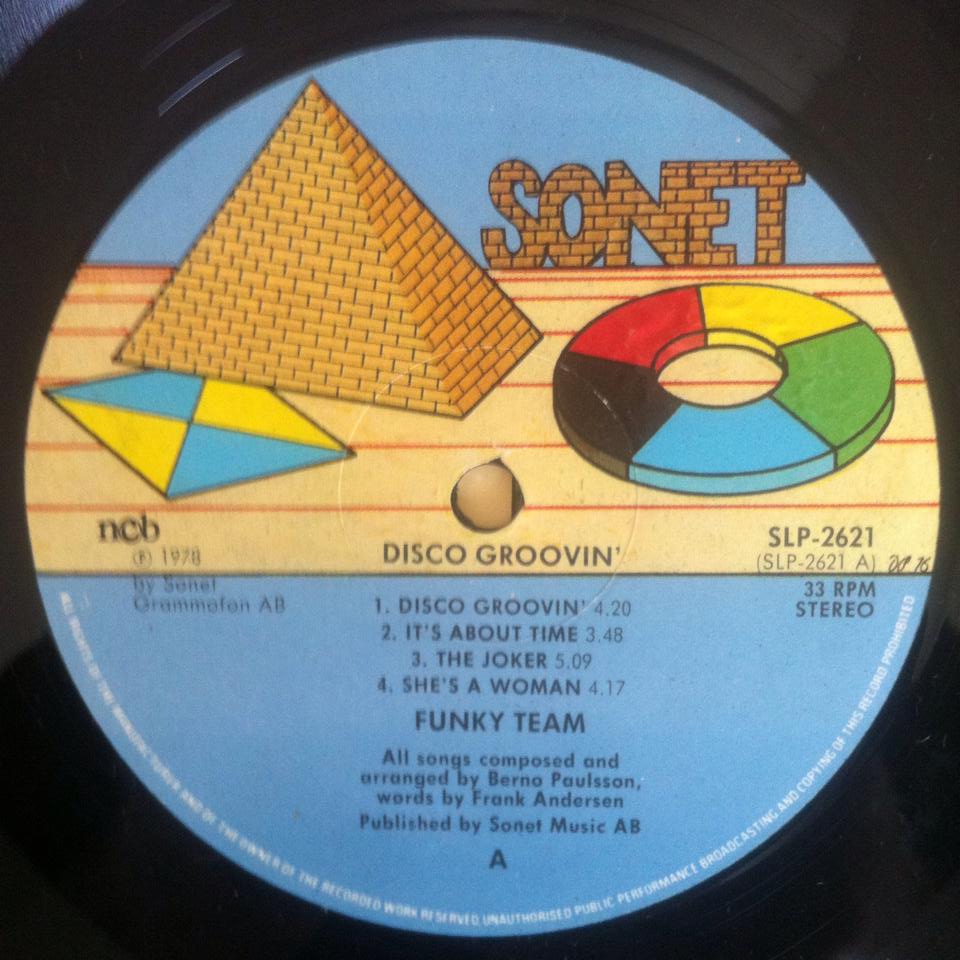 SONET
ncb
℗ 1978
by Sonet
Grammofon AB
DISCO GROOVIN'
SLP-2621
(SLP-2621 A)
33 RPM
STEREO
1. DISCO GROOVIN' 4.20
2. IT'S ABOUT TIME 3.48
3. THE JOKER 5.09
4. SHE'S A WOMAN 4.17
FUNKY TEAM
All songs composed and
arranged by Berno Paulsson,
words by Frank Andersen
Published by Sonet Music AB
A
ALL RIGHTS OF THE PRODUCER AND OF THE OWNER OF THE RECORDED WORK RESERVED. UNAUTHORISED PUBLIC PERFORMANCE BROADCASTING AND COPYING OF THIS RECORD PROHIBITED